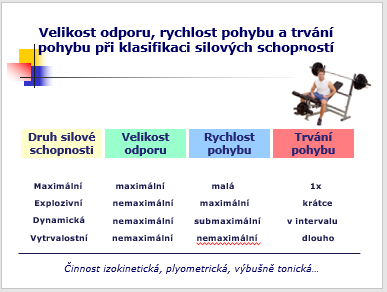 Velikost odporu, rychlost pohybu a trvání
pohybu při klasifikaci silových schopností
Druh silové schopnosti Velikost odporu Rychlost pohybu Trvání pohybu
Maximální maximální malá 1x
Explozivní nemaximální maximální krátce
Dynamická nemaximální submaximální v intervalu
Vytrvalostní nemaximální nemaximální dlouho
Činnost izokinetická, plyometrická, výbušně tonická…